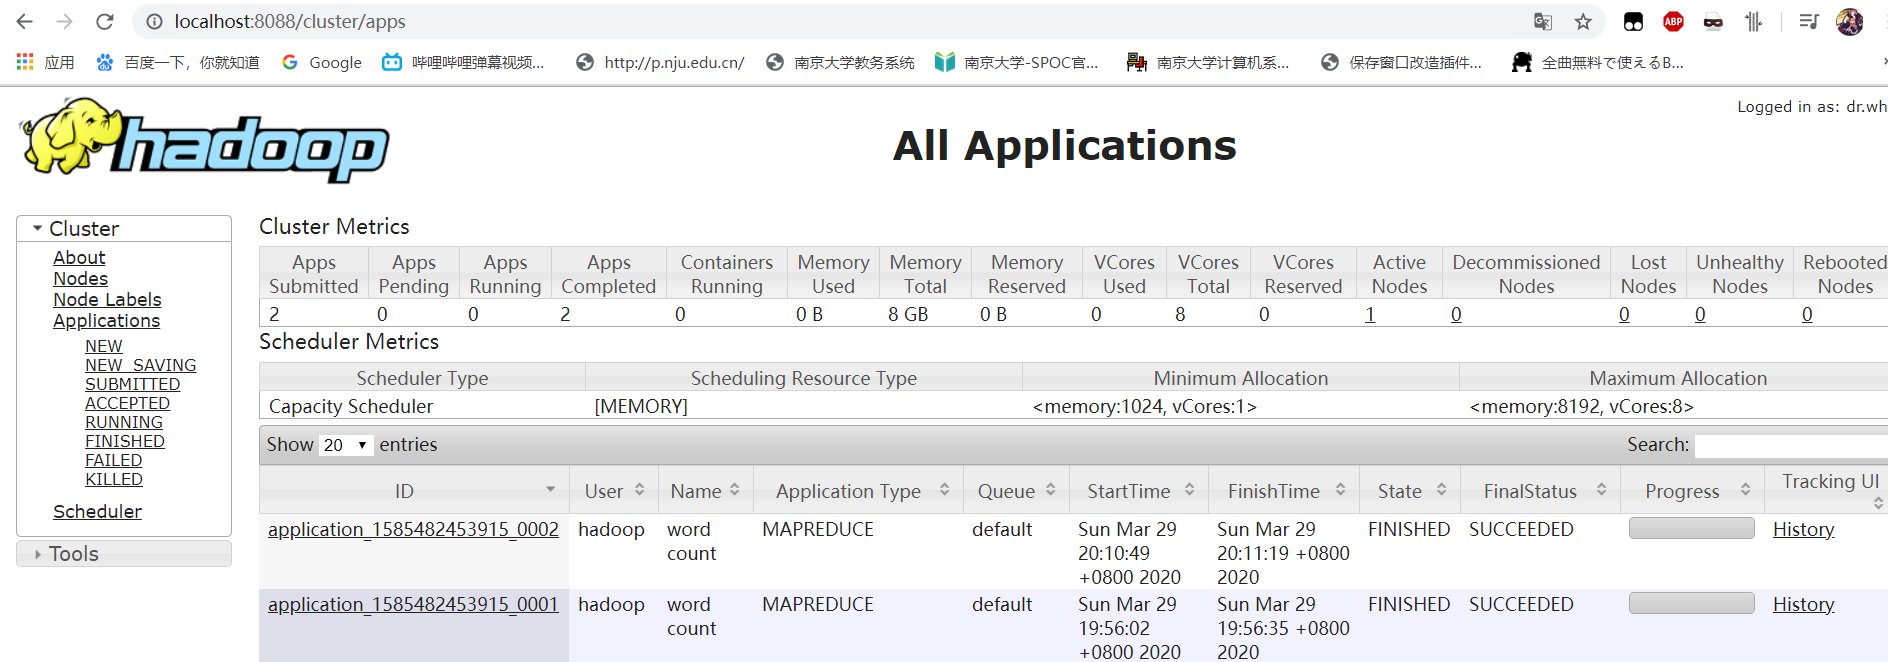 localhost:8088/cluster/apps
ABP
应用 百度一下，你就知道 Google 哔哩哔哩弹幕视频... http://p.nju.edu.cn/ 南京大学教务系统 南京大学-SPOC官... 南京大学计算机系... 保存窗口改造插件... 全曲無料で使えるB...
Logged in as: dr.wh
hadoop
All Applications
Cluster
About
Nodes
Node Labels
Applications
NEW
NEW_SAVING
SUBMITTED
ACCEPTED
RUNNING
FINISHED
FAILED
KILLED
Scheduler
Tools
Cluster Metrics
Apps Submitted Apps Pending Apps Running Apps Completed Containers Running Memory Used Memory Total Memory Reserved VCores Used VCores Total VCores Reserved Active Nodes Decommissioned Nodes Lost Nodes Unhealthy Nodes Rebooted Nodes
2 0 0 2 0 0 B 8 GB 0 B 0 8 0 1 0 0 0 0
Scheduler Metrics
Scheduler Type Scheduling Resource Type Minimum Allocation Maximum Allocation
Capacity Scheduler [MEMORY] <memory:1024, vCores:1> <memory:8192, vCores:8>
Show 20 entries Search:
ID User Name Application Type Queue StartTime FinishTime State FinalStatus Progress Tracking UI
application_1585482453915_0002 hadoop word count MAPREDUCE default Sun Mar 29 20:10:49 +0800 2020 Sun Mar 29 20:11:19 +0800 2020 FINISHED SUCCEEDED History
application_1585482453915_0001 hadoop word count MAPREDUCE default Sun Mar 29 19:56:02 +0800 2020 Sun Mar 29 19:56:35 +0800 2020 FINISHED SUCCEEDED History